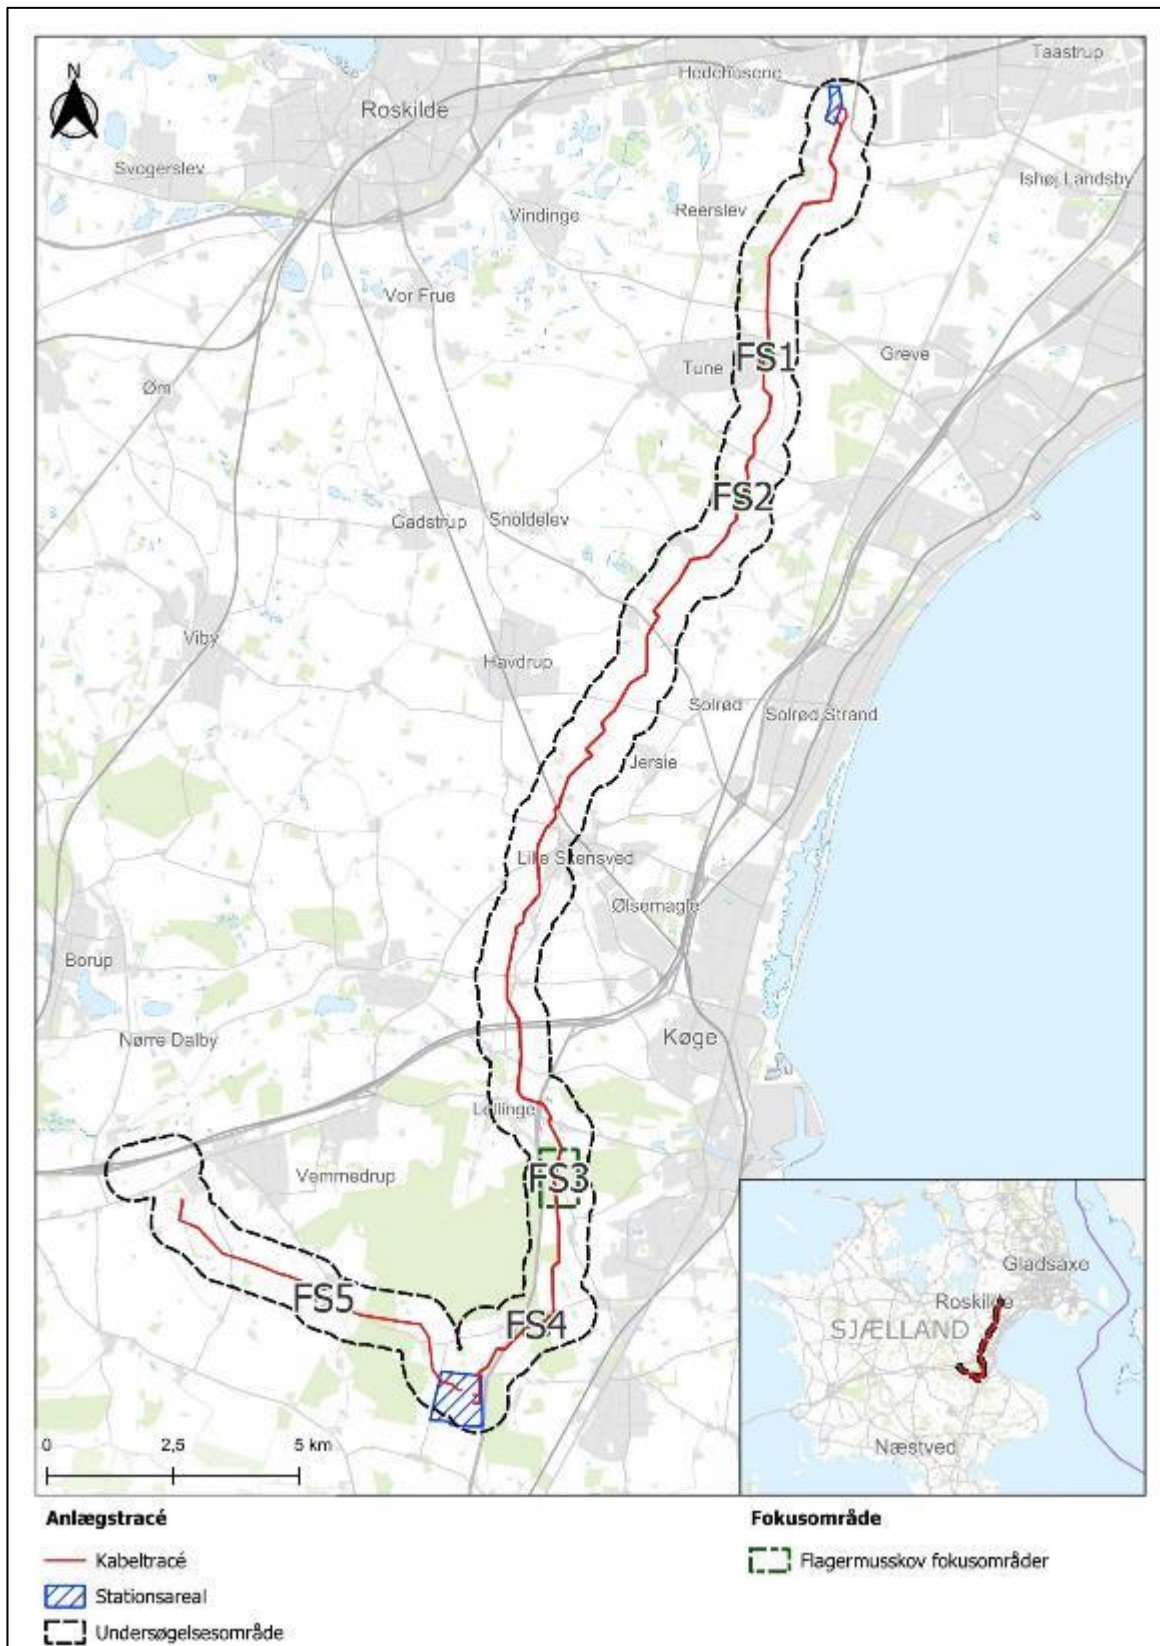 N
Taastrup
Hedehusene
Roskilde
Svogerslev
Ishøj Landsby
Vindinge
Reerslev
Vor Frue
FS1
Greve
Tune
Øm
FS2
Gadstrup
Snoldelev
Viby
Havdrup
Solrød
Solrød Strand
Jersie
Lille Skensved
Ølsemagle
Borup
Køge
Nørre Dalby
Lellinge
Vemmedrup
FS3
Gladsaxe
FS5
Roskilde
FS4
SJÆLLAND
Næstved
0 2,5 5 km
Anlægstracé
Kabeltracé
Stationsareal
Undersøgelsesområde
Fokusområde
Flagermusskov fokusområder